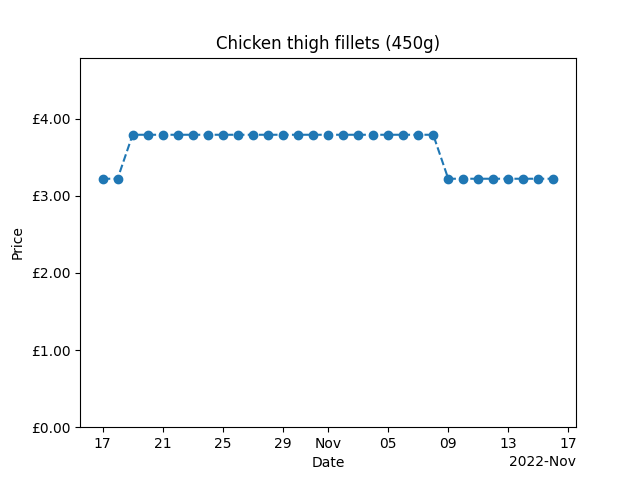 Chicken thigh fillets (450g)
£4.00
£3.00
£2.00
£1.00
£0.00
Price
17 21 25 29 Nov 05 09 13 17
Date
2022-Nov